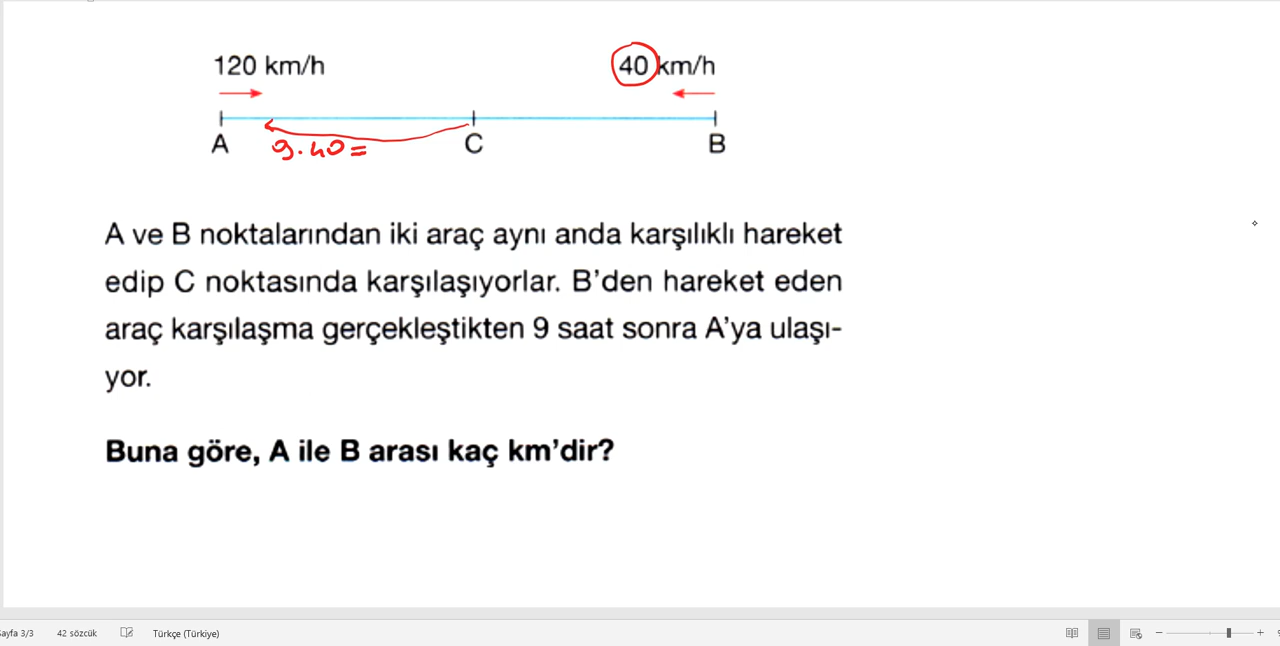 120 km/h 40 km/h
A C B
9.40=
A ve B noktalarından iki araç aynı anda karşılıklı hareket
edip C noktasında karşılaşıyorlar. B'den hareket eden
araç karşılaşma gerçekleştikten 9 saat sonra A'ya ulaşı-
yor.
Buna göre, A ile B arası kaç km'dir?
ayfa 3/3 42 sözcük Türkçe (Türkiye)